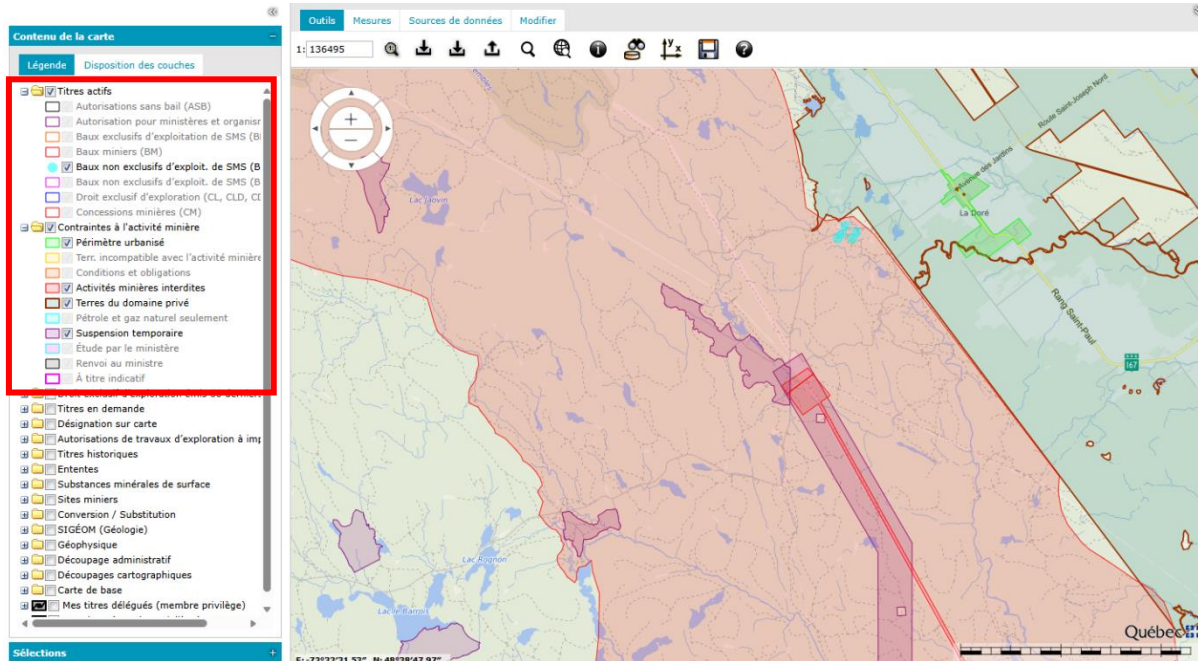 Contenu de la carte
Légende Disposition des couches
Titres actifs
Autorisations sans bail (ASB)
Autorisation pour ministères et organisr
Baux exclusifs d'exploitation de SMS (B
Baux miniers (BM)
Baux non exclusifs d'exploit. de SMS (B
Baux non exclusifs d'exploit. de SMS (B
Droit exclusif d'exploration (CL, CLD, CD
Concessions minières (CM)
Contraintes à l'activité minière
Périmètre urbanisé
Terr. incompatible avec l'activité minière
Conditions et obligations
Activités minières interdites
Terres du domaine privé
Pétrole et gaz naturel seulement
Suspension temporaire
Étude par le ministère
Renvoi au ministre
À titre indicatif
Titres en demande
Désignation sur carte
Autorisations de travaux d'exploration à imp
Titres historiques
Ententes
Substances minérales de surface
Sites miniers
Conversion / Substitution
SIGÉOM (Géologie)
Géophysique
Découpage administratif
Découpages cartographiques
Carte de base
Mes titres délégués (membre privilège)
Sélections
Outils Mesures Sources de données Modifier
1: 136495
y x
Route Saint-Joseph Nord
Avenue des Jardins
La Doré
Lac Jauvin
Rang Saint-Paul
167
Lac Rognon
Québec